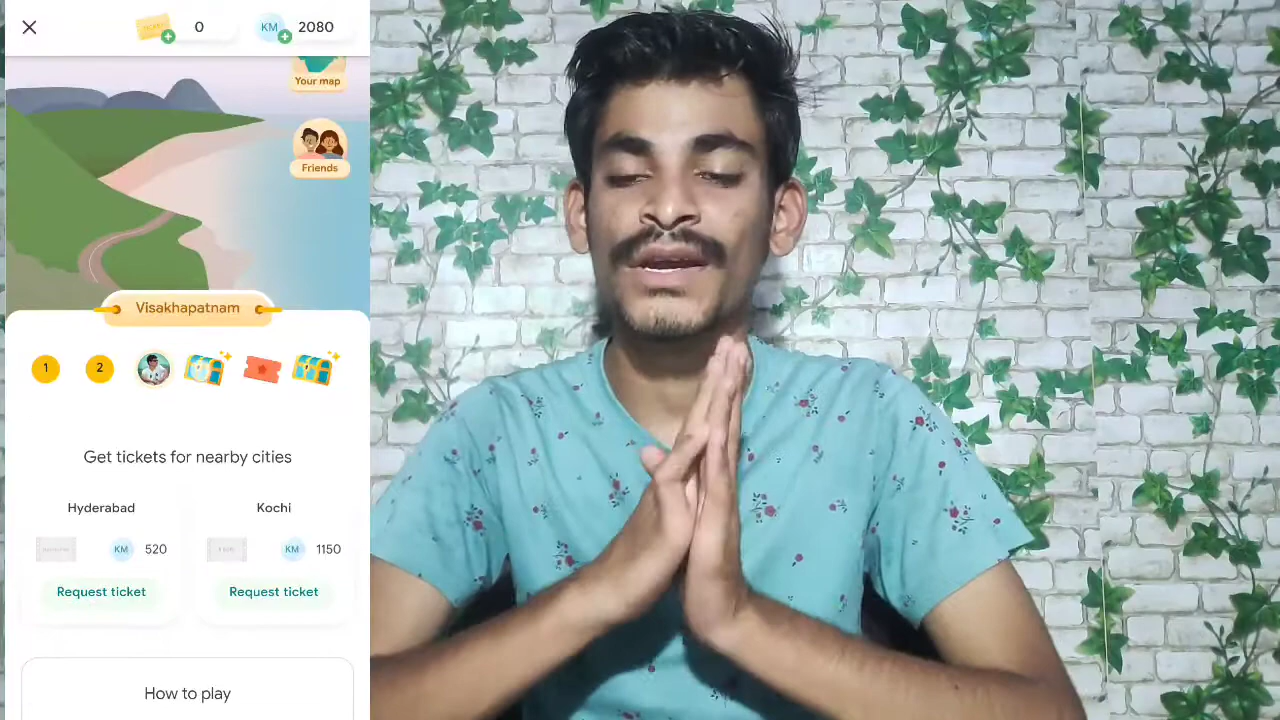 0
KM 2080
Your map
Friends
Visakhapatnam
1 2
Get tickets for nearby cities
Hyderabad Kochi
KM 520 KM 1150
Request ticket Request ticket
How to play